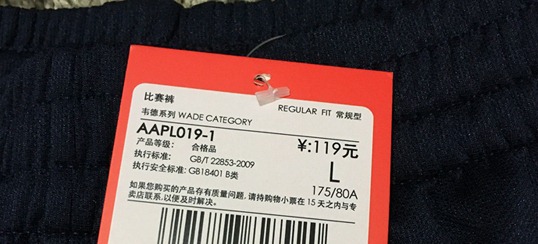 比赛裤
REGULAR FIT 常规型
韦德系列 WADE CATEGORY
AAPL019-1
¥:119元
产品等级: 合格品
L
执行标准: GB/T 22853-2009
175/80A
执行安全标准: GB18401 B类
如果您购买的产品存有质量问题,请持购物小票在 15 天之内与专
卖店联系,以便及时解决。